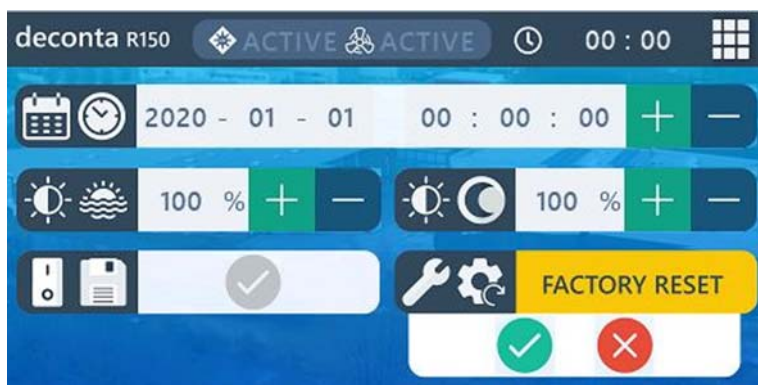 deconta R150 ACTIVE ACTIVE 00 : 00
2020 - 01 - 01 00 : 00 : 00 + −
100 % + − 100 % + −
I O FACTORY RESET